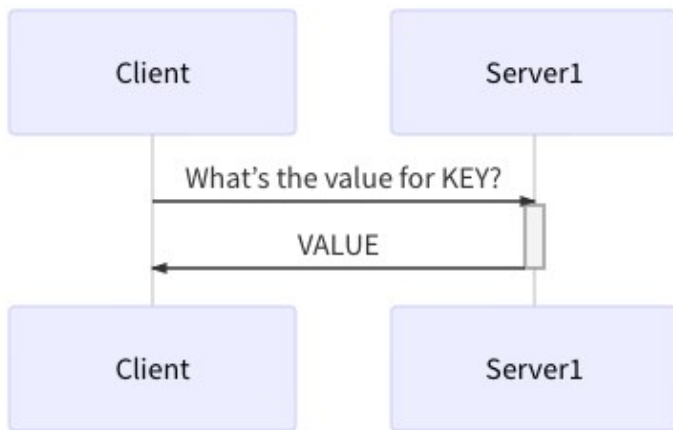 Client
Server1
What’s the value for KEY?
VALUE
Client
Server1